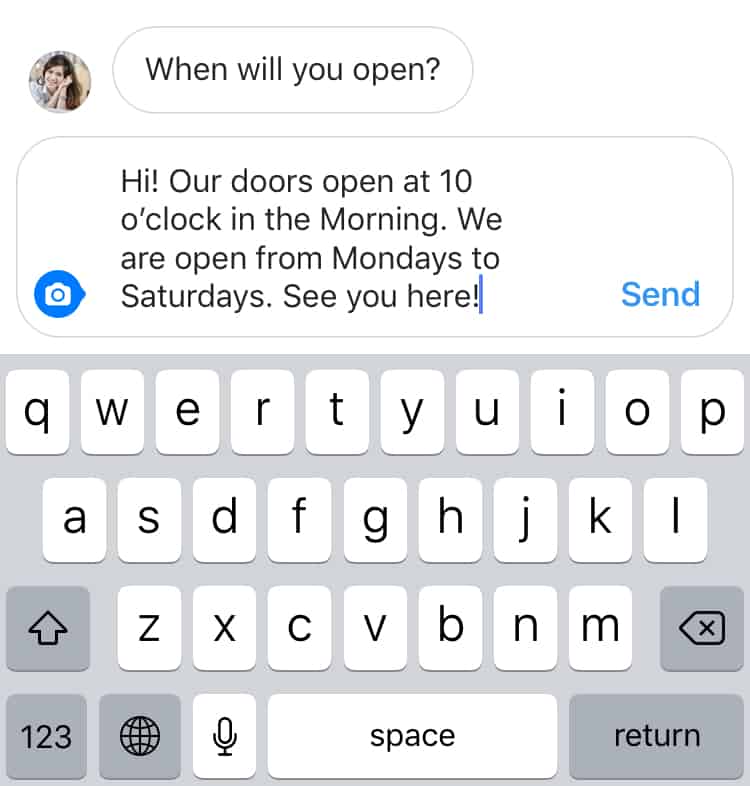 When will you open?
Hi! Our doors open at 10
o’clock in the Morning. We
are open from Mondays to
Saturdays. See you here!
Send
q w e r t y u i o p
a s d f g h j k l
z x c v b n m
123 space return